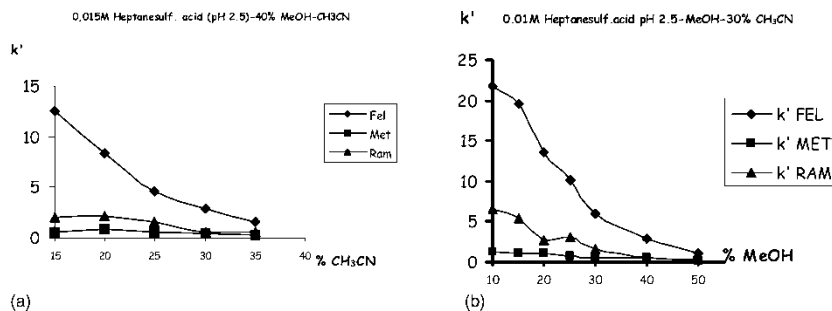 0,015M Heptanesulf. acid (pH 2.5)-40% MeOH-CH3CN
k'
15
10
5
0
15 20 25 30 35 40
% CH₃CN
Fel
Met
Ram
(a)
0.01M Heptanesulf.acid pH 2.5-MeOH-30% CH₃CN
k'
25
20
15
10
5
0
10 20 30 40 50
% MeOH
k' FEL
k' MET
k' RAM
(b)